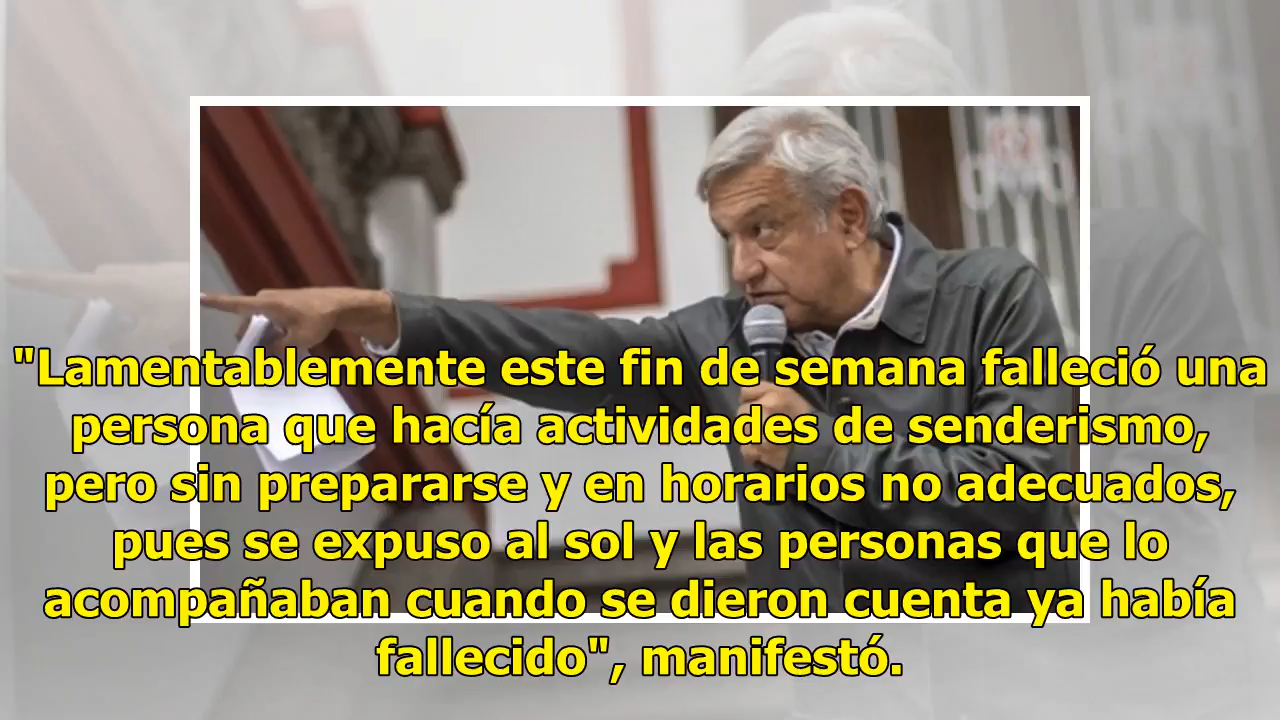 "Lamentablemente este fin de semana falleció una
persona que hacía actividades de senderismo,
pero sin prepararse y en horarios no adecuados,
pues se expuso al sol y las personas que lo
acompañaban cuando se dieron cuenta ya había
fallecido", manifestó.